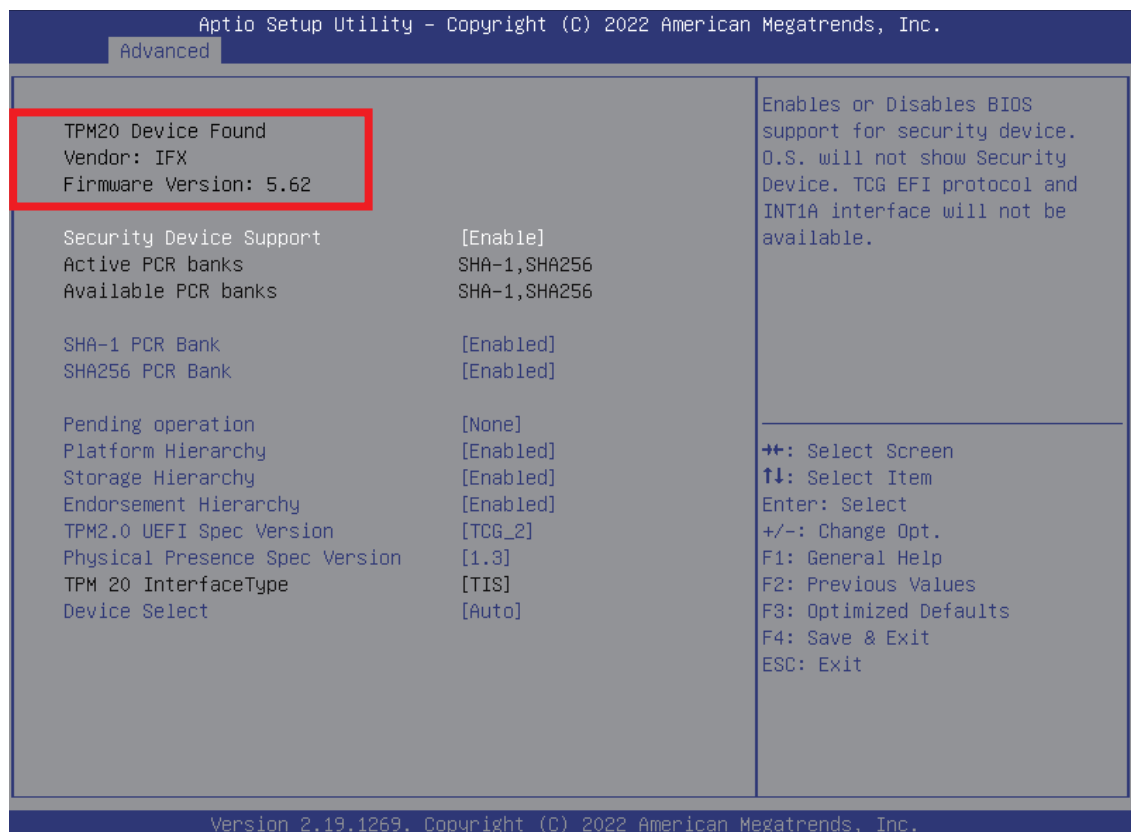 Aptio Setup Utility – Copyright (C) 2022 American Megatrends, Inc.
Advanced
TPM20 Device Found
Vendor: IFX
Firmware Version: 5.62
Security Device Support [Enable]
Active PCR banks SHA-1,SHA256
Available PCR banks SHA-1,SHA256
SHA-1 PCR Bank [Enabled]
SHA256 PCR Bank [Enabled]
Pending operation [None]
Platform Hierarchy [Enabled]
Storage Hierarchy [Enabled]
Endorsement Hierarchy [Enabled]
TPM2.0 UEFI Spec Version [TCG_2]
Physical Presence Spec Version [1.3]
TPM 20 InterfaceType [TIS]
Device Select [Auto]
Enables or Disables BIOS
support for security device.
O.S. will not show Security
Device. TCG EFI protocol and
INT1A interface will not be
available.
→←: Select Screen
↑↓: Select Item
Enter: Select
+/-: Change Opt.
F1: General Help
F2: Previous Values
F3: Optimized Defaults
F4: Save & Exit
ESC: Exit
Version 2.19.1269. Copyright (C) 2022 American Megatrends, Inc.